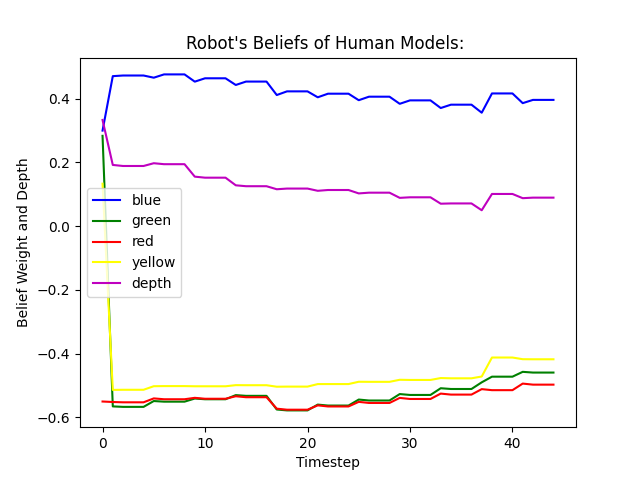 Robot's Beliefs of Human Models:
Belief Weight and Depth
0.4
0.2
0.0
−0.2
−0.4
−0.6
blue
green
red
yellow
depth
0 10 20 30 40
Timestep